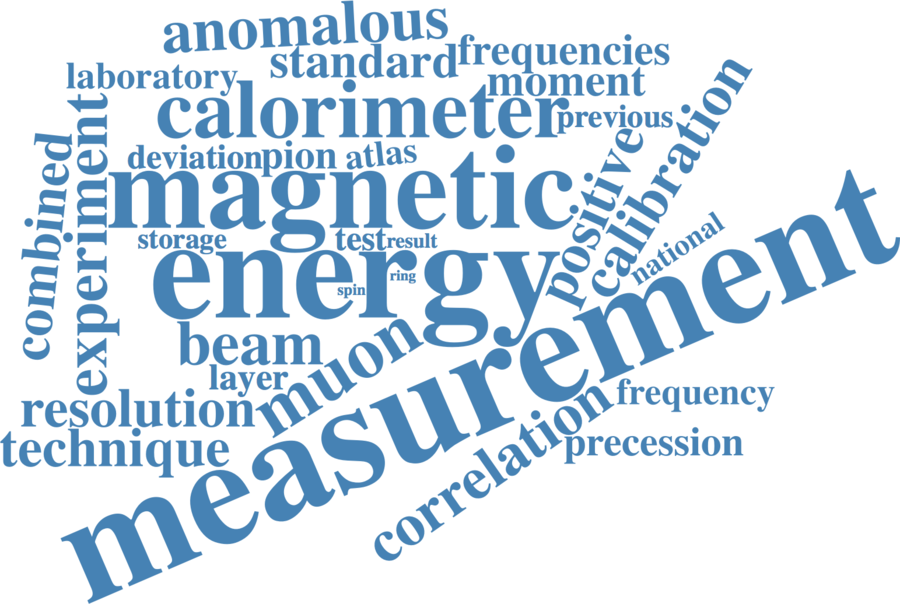 anomalous
standard
frequencies
laboratory
moment
calorimeter
previous
calibration
combined
experiment
deviation
pion
atlas
positive
magnetic
storage
test
result
national
energy
spin
ring
measurement
beam
muon
layer
resolution
frequency
correlation
technique
precession